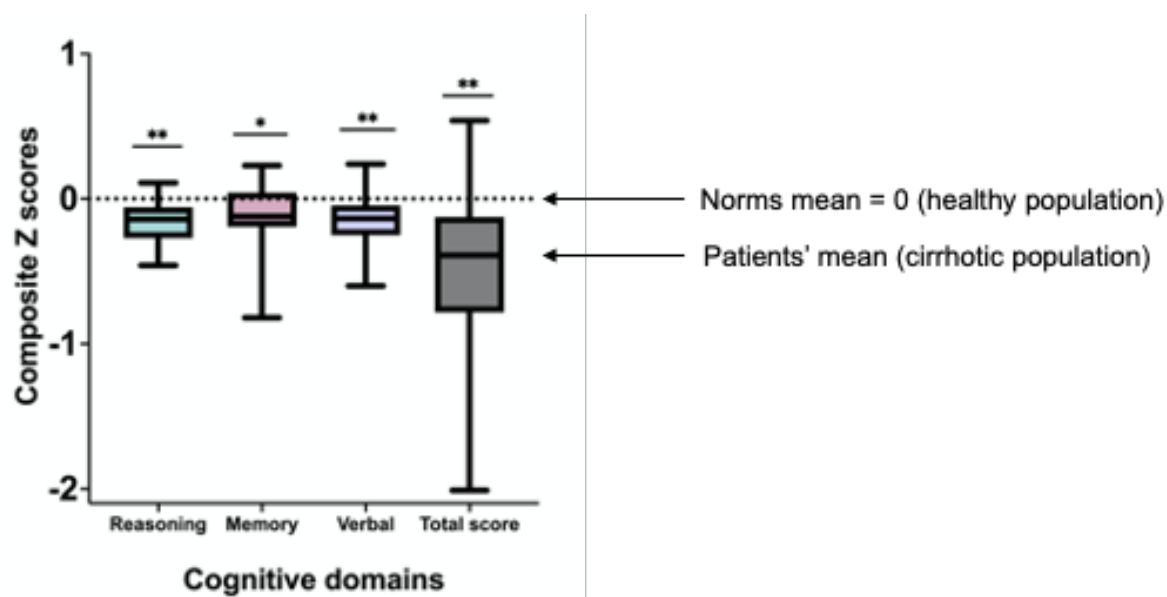 1
**
*
**
**
0
-1
-2
Composite Z scores
Reasoning
Memory
Verbal
Total score
Cognitive domains
Norms mean = 0 (healthy population)
Patients' mean (cirrhotic population)